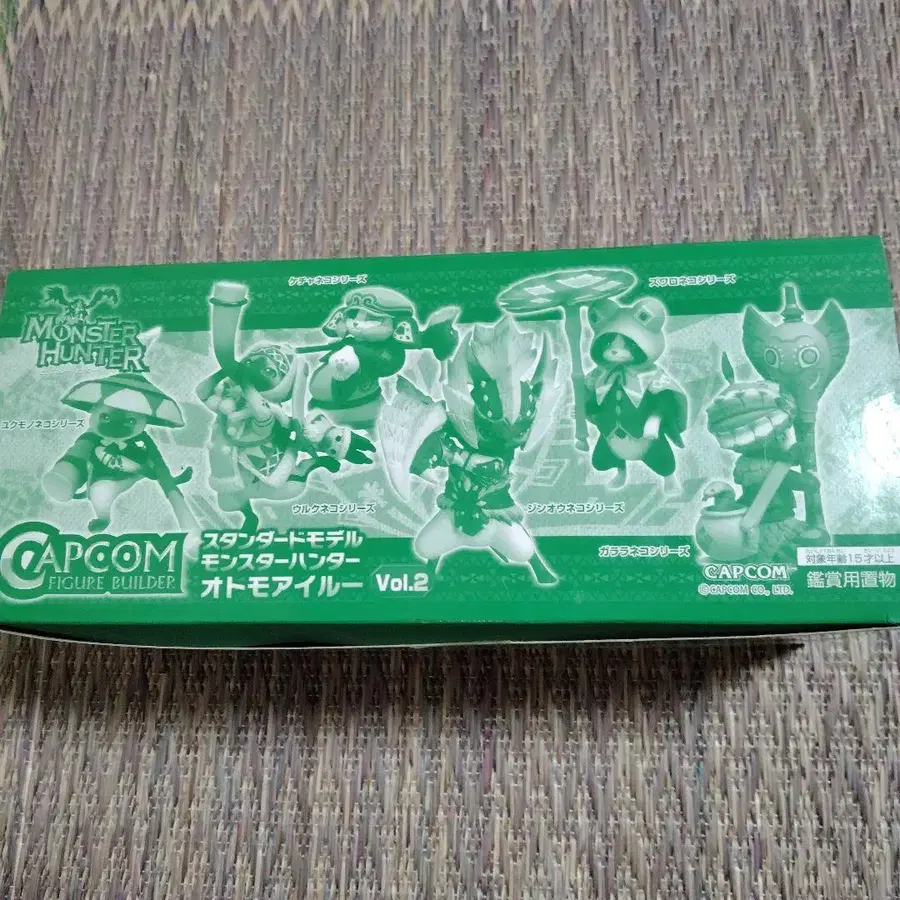 MONSTER
HUNTER
ケチャネコシリーズ
ズワロネコシリーズ
ユクモノネコシリーズ
ウルクネコシリーズ
ジンオウネコシリーズ
ガララネコシリーズ
CAPCOM
FIGURE BUILDER
スタンダードモデル
モンスターハンター
オトモアイルー Vol.2
CAPCOM
©CAPCOM CO., LTD.
対象年齢15才以上
鑑賞用置物